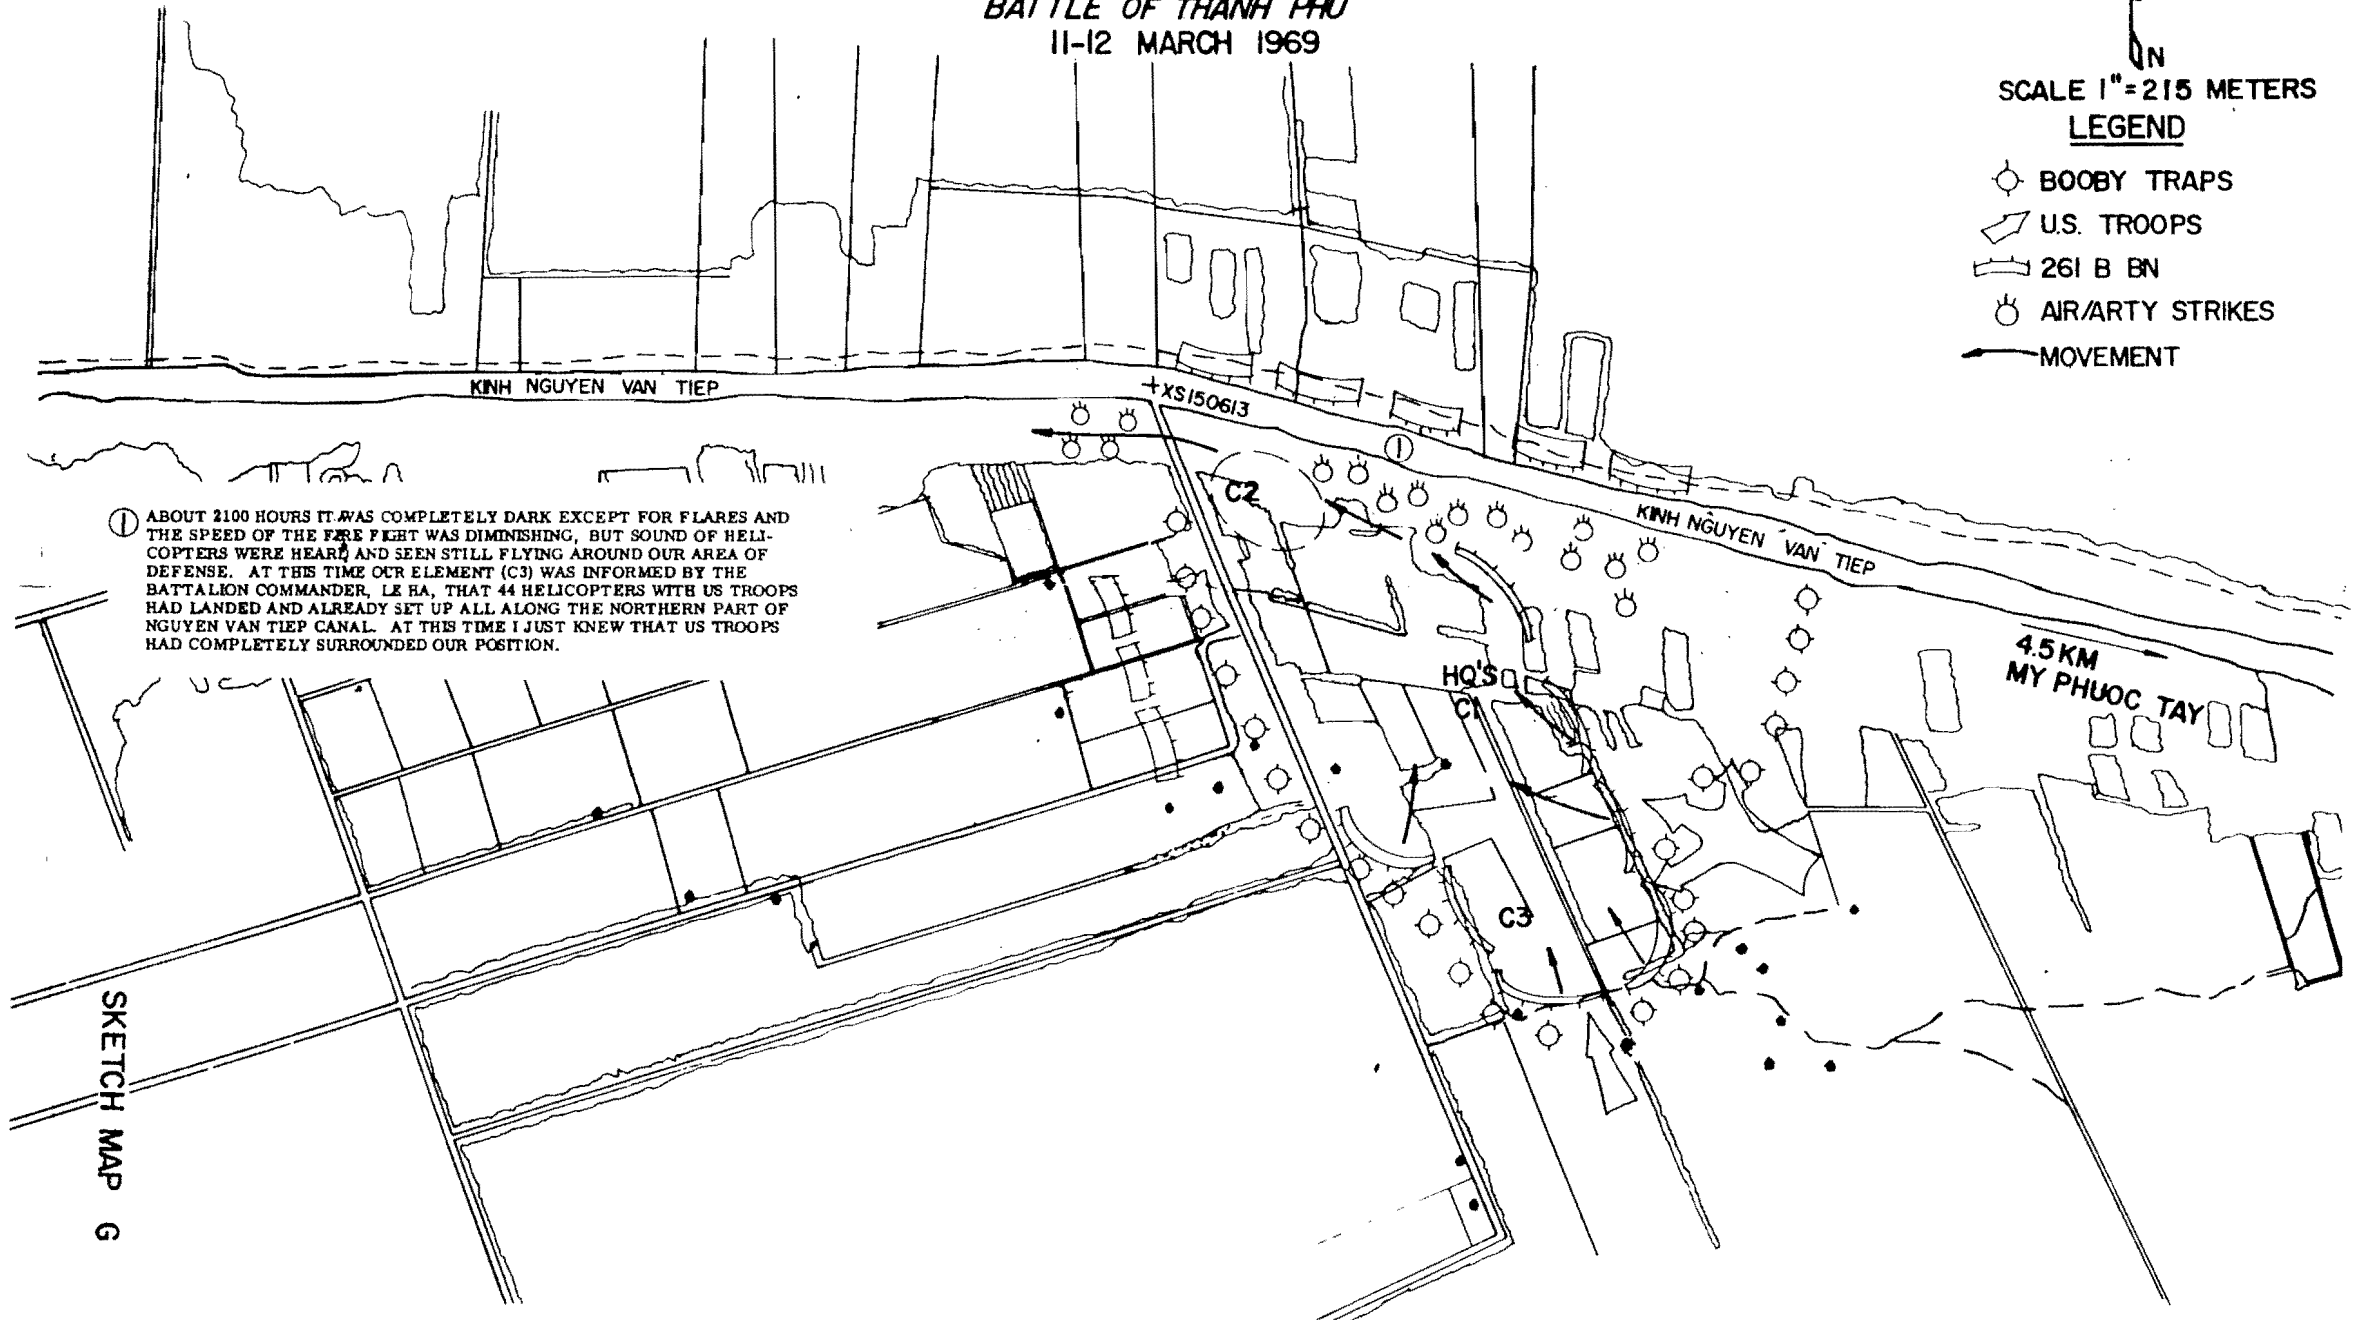 BATTLE OF THANH PHU
11-12 MARCH 1969
N
SCALE 1"=215 METERS
LEGEND
BOOBY TRAPS
U.S. TROOPS
261 B BN
AIR/ARTY STRIKES
MOVEMENT
KINH NGUYEN VAN TIEP
XS150613
1
C2
KINH NGUYEN VAN TIEP
1 ABOUT 2100 HOURS IT WAS COMPLETELY DARK EXCEPT FOR FLARES AND
THE SPEED OF THE FIRE FIGHT WAS DIMINISHING, BUT SOUND OF HELI-
COPTERS WERE HEARD AND SEEN STILL FLYING AROUND OUR AREA OF
DEFENSE. AT THIS TIME OUR ELEMENT (C3) WAS INFORMED BY THE
BATTALION COMMANDER, LE HA, THAT 44 HELICOPTERS WITH US TROOPS
HAD LANDED AND ALREADY SET UP ALL ALONG THE NORTHERN PART OF
NGUYEN VAN TIEP CANAL. AT THIS TIME I JUST KNEW THAT US TROOPS
HAD COMPLETELY SURROUNDED OUR POSITION.
4.5 KM
MY PHUOC TAY
HQ'S
C1
C3
SKETCH MAP G